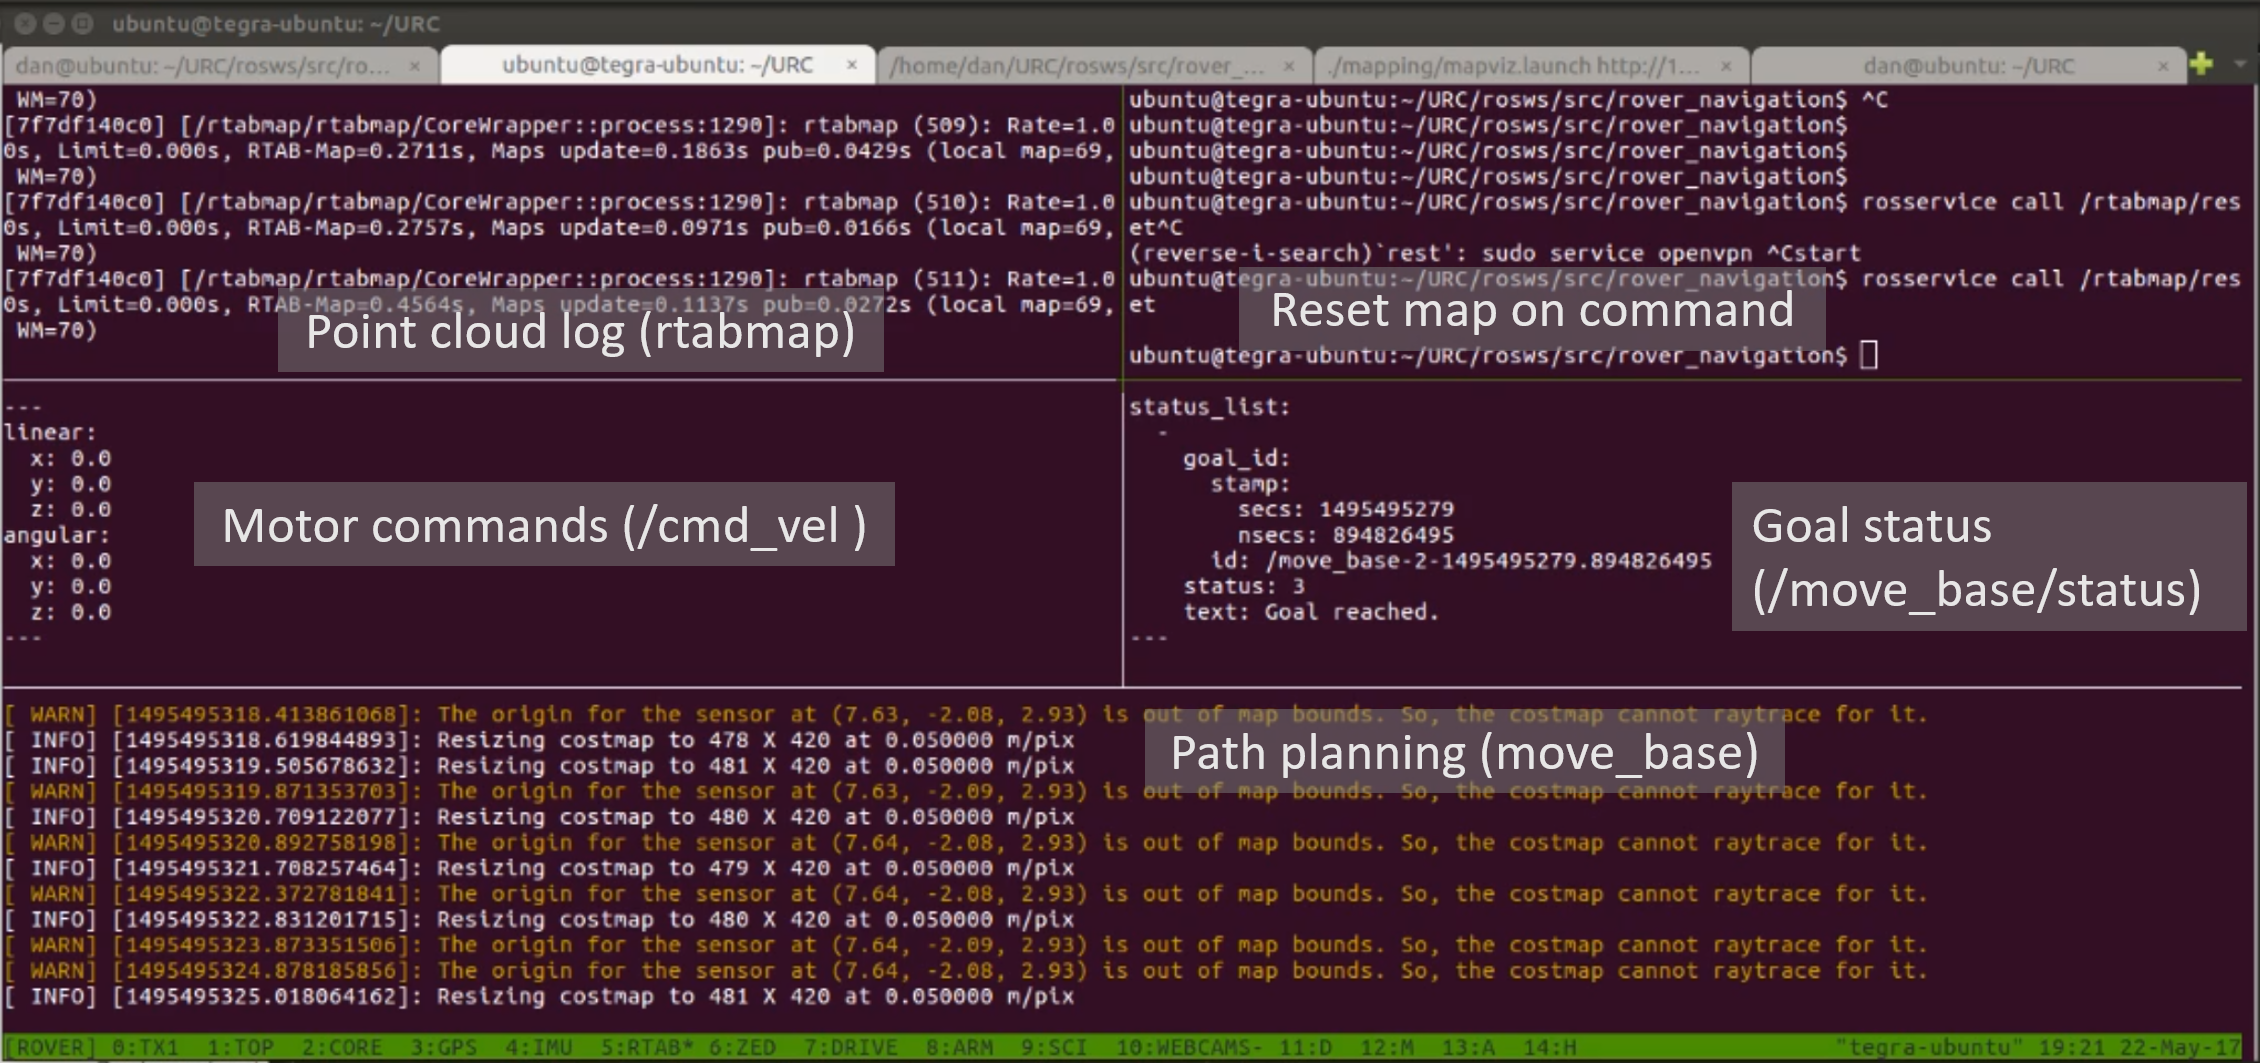 ubuntu@tegra-ubuntu: ~/URC
dan@ubuntu: ~/URC/rosws/src/ro... × ubuntu@tegra-ubuntu: ~/URC × /home/dan/URC/rosws/src/rover_... × ./mapping/mapviz.launch http://1... × dan@ubuntu: ~/URC ×
WM=70)
[7f7df140c0] [/rtabmap/rtabmap/CoreWrapper::process:1290]: rtabmap (509): Rate=1.0
0s, Limit=0.000s, RTAB-Map=0.2711s, Maps update=0.1863s pub=0.0429s (local map=69,
WM=70)
[7f7df140c0] [/rtabmap/rtabmap/CoreWrapper::process:1290]: rtabmap (510): Rate=1.0
0s, Limit=0.000s, RTAB-Map=0.2757s, Maps update=0.0971s pub=0.0166s (local map=69,
WM=70)
[7f7df140c0] [/rtabmap/rtabmap/CoreWrapper::process:1290]: rtabmap (511): Rate=1.0
0s, Limit=0.000s, RTAB-Map=0.4564s, Maps update=0.1137s pub=0.0272s (local map=69,
WM=70)
Point cloud log (rtabmap)
ubuntu@tegra-ubuntu:~/URC/rosws/src/rover_navigation$ ^C
ubuntu@tegra-ubuntu:~/URC/rosws/src/rover_navigation$
ubuntu@tegra-ubuntu:~/URC/rosws/src/rover_navigation$
ubuntu@tegra-ubuntu:~/URC/rosws/src/rover_navigation$
ubuntu@tegra-ubuntu:~/URC/rosws/src/rover_navigation$ rosservice call /rtabmap/res
et^C
(reverse-i-search)`rest': sudo service openvpn ^Cstart
ubuntu@tegra-ubuntu:~/URC/rosws/src/rover_navigation$ rosservice call /rtabmap/res
et
Reset map on command
ubuntu@tegra-ubuntu:~/URC/rosws/src/rover_navigation$
---
linear:
x: 0.0
y: 0.0
z: 0.0
angular:
x: 0.0
y: 0.0
z: 0.0
---
Motor commands (/cmd_vel )
status_list:
-
goal_id:
stamp:
secs: 1495495279
nsecs: 894826495
id: /move_base-2-1495495279.894826495
status: 3
text: Goal reached.
---
Goal status
(/move_base/status)
[ WARN] [1495495318.413861068]: The origin for the sensor at (7.63, -2.08, 2.93) is out of map bounds. So, the costmap cannot raytrace for it.
[ INFO] [1495495318.619844893]: Resizing costmap to 478 X 420 at 0.050000 m/pix
[ INFO] [1495495319.505678632]: Resizing costmap to 481 X 420 at 0.050000 m/pix
Path planning (move_base)
[ WARN] [1495495319.871353703]: The origin for the sensor at (7.63, -2.09, 2.93) is out of map bounds. So, the costmap cannot raytrace for it.
[ INFO] [1495495320.709122077]: Resizing costmap to 480 X 420 at 0.050000 m/pix
[ WARN] [1495495320.892758198]: The origin for the sensor at (7.64, -2.08, 2.93) is out of map bounds. So, the costmap cannot raytrace for it.
[ INFO] [1495495321.708257464]: Resizing costmap to 479 X 420 at 0.050000 m/pix
[ WARN] [1495495322.372781841]: The origin for the sensor at (7.64, -2.08, 2.93) is out of map bounds. So, the costmap cannot raytrace for it.
[ INFO] [1495495322.831201715]: Resizing costmap to 480 X 420 at 0.050000 m/pix
[ WARN] [1495495323.873351506]: The origin for the sensor at (7.64, -2.09, 2.93) is out of map bounds. So, the costmap cannot raytrace for it.
[ WARN] [1495495324.878185856]: The origin for the sensor at (7.64, -2.08, 2.93) is out of map bounds. So, the costmap cannot raytrace for it.
[ INFO] [1495495325.018064162]: Resizing costmap to 481 X 420 at 0.050000 m/pix
[ROVER] 0:TX1 1:TOP 2:CORE 3:GPS 4:IMU 5:RTAB* 6:ZED 7:DRIVE 8:ARM 9:SCI 10:WEBCAMS- 11:D 12:M 13:A 14:H "tegra-ubuntu" 19:21 22-May-17